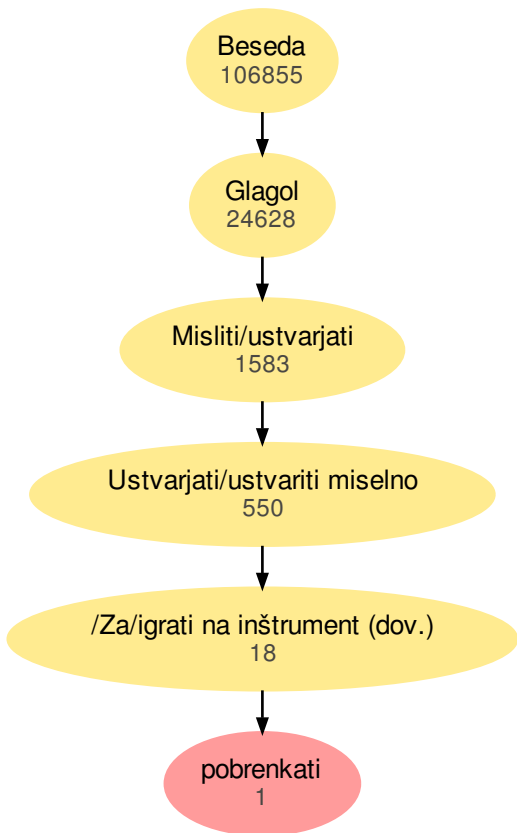 Beseda
106855
Glagol
24628
Misliti/ustvarjati
1583
Ustvarjati/ustvariti miselno
550
/Za/igrati na inštrument (dov.)
18
pobrenkati
1